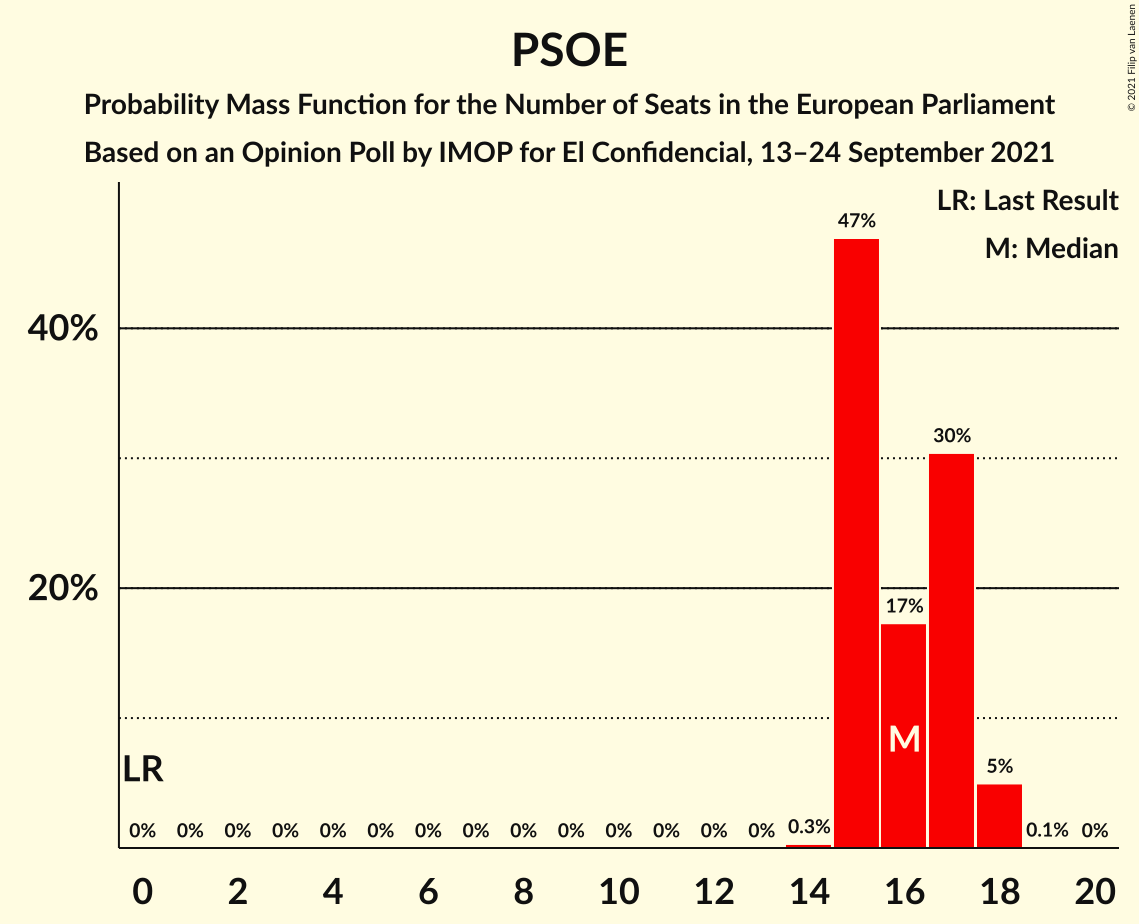 PSOE
Probability Mass Function for the Number of Seats in the European Parliament
Based on an Opinion Poll by IMOP for El Confidencial, 13–24 September 2021
© 2021 Filip van Laenen
LR: Last Result
M: Median
47%
40%
30%
20%
17%
M
LR
5%
0% 0% 0% 0% 0% 0% 0% 0% 0% 0% 0% 0% 0% 0% 0.3% 0.1% 0%
0 2 4 6 8 10 12 14 16 18 20